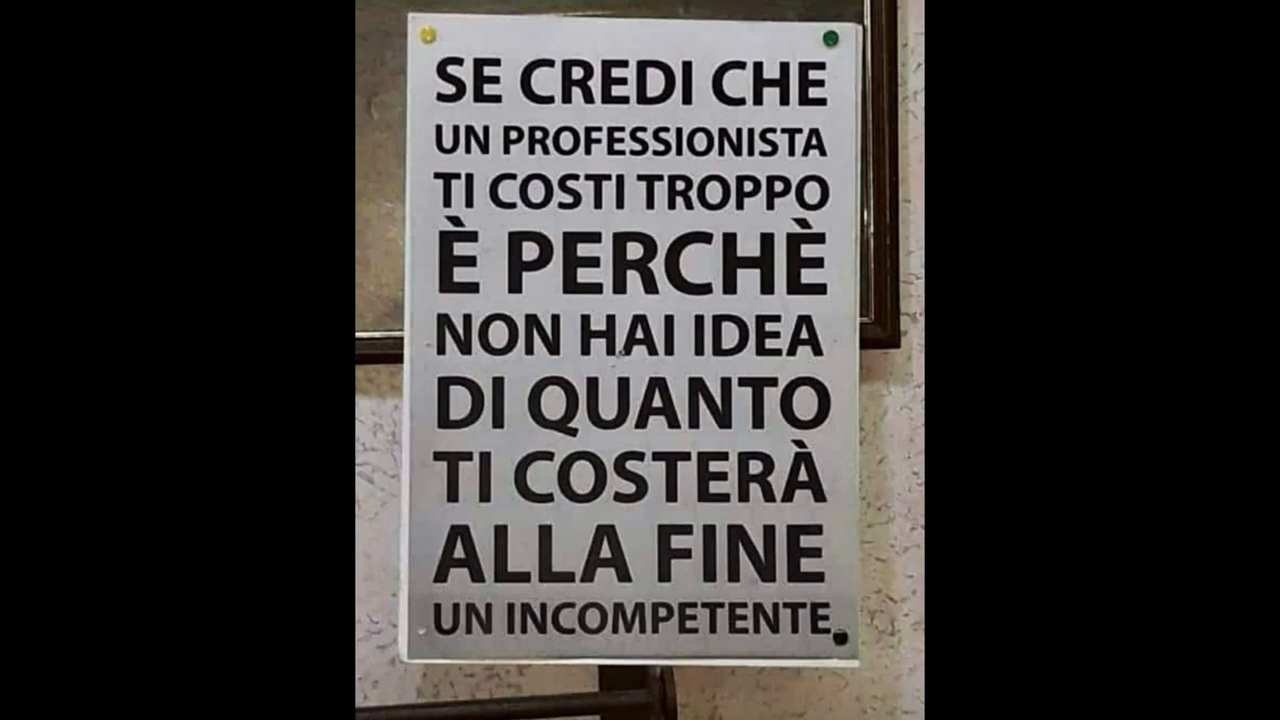 SE CREDI CHE
UN PROFESSIONISTA
TI COSTI TROPPO
È PERCHÈ
NON HAI IDEA
DI QUANTO
TI COSTERÀ
ALLA FINE
UN INCOMPETENTE